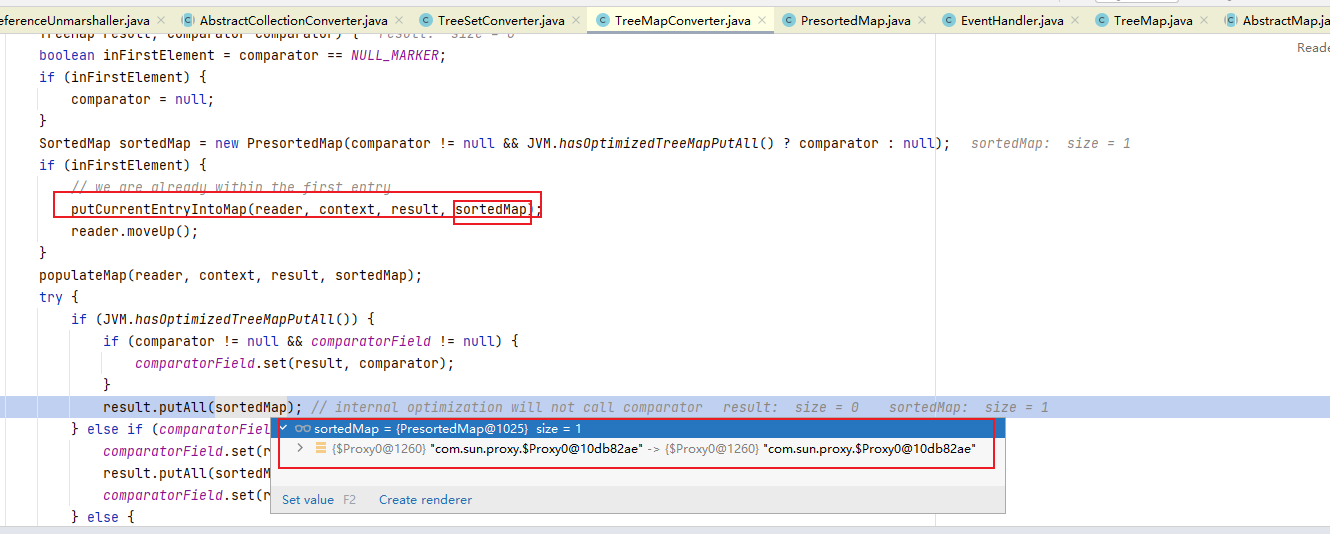 eferenceUnmarshaller.java AbstractCollectionConverter.java TreeSetConverter.java TreeMapConverter.java PresortedMap.java EventHandler.java TreeMap.java AbstractMap.ja
TreeMap result, Comparator comparator) { result: size = 0
Reade
boolean inFirstElement = comparator == NULL_MARKER;
if (inFirstElement) {
comparator = null;
}
SortedMap sortedMap = new PresortedMap(comparator != null && JVM.hasOptimizedTreeMapPutAll() ? comparator : null); sortedMap: size = 1
if (inFirstElement) {
// we are already within the first entry
putCurrentEntryIntoMap(reader, context, result, sortedMap);
reader.moveUp();
}
populateMap(reader, context, result, sortedMap);
try {
if (JVM.hasOptimizedTreeMapPutAll()) {
if (comparator != null && comparatorField != null) {
comparatorField.set(result, comparator);
}
result.putAll(sortedMap); // internal optimization will not call comparator result: size = 0 sortedMap: size = 1
} else if (comparatorFiel
sortedMap = {PresortedMap@1025} size = 1
comparatorField.set(r
{$Proxy0@1260} "com.sun.proxy.$Proxy0@10db82ae" -> {$Proxy0@1260} "com.sun.proxy.$Proxy0@10db82ae"
result.putAll(sortedM
comparatorField.set(r
Set value F2 Create renderer
} else {